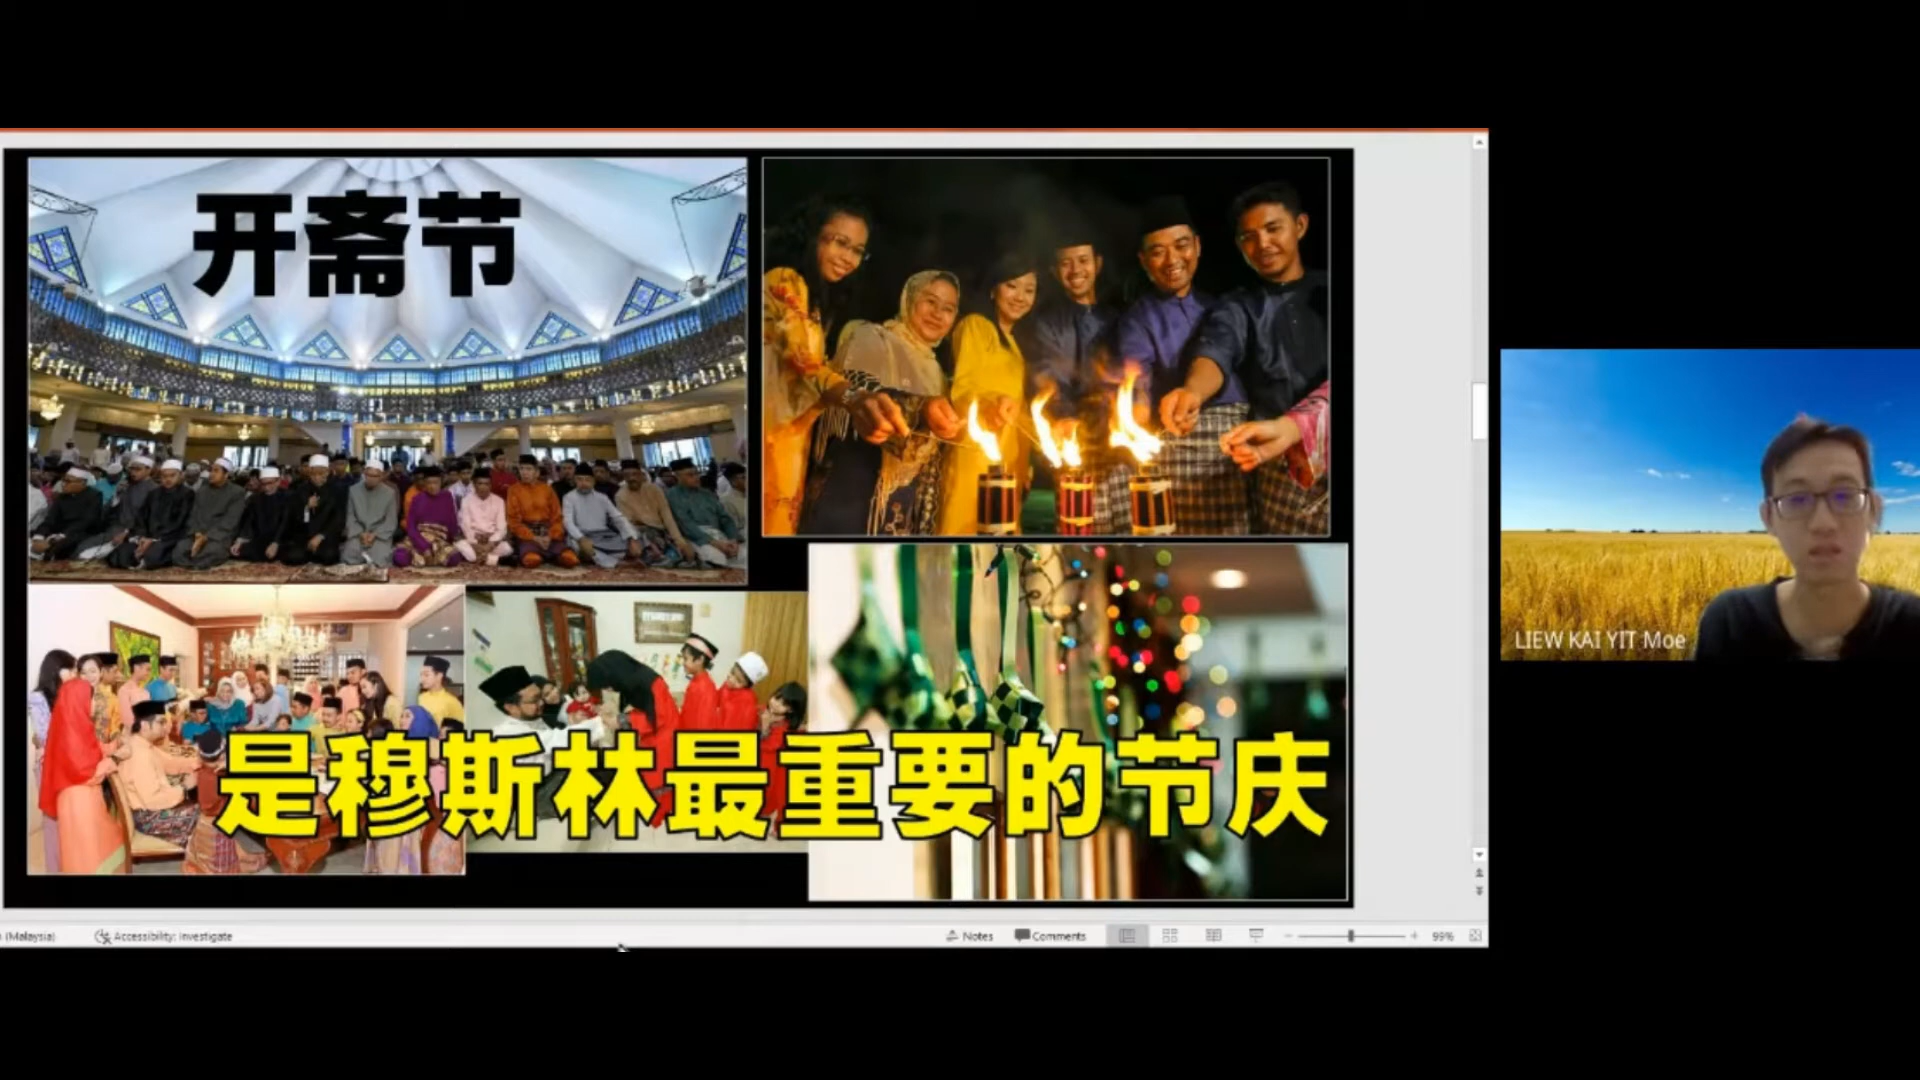 开斋节
是穆斯林最重要的节庆
LIEW KAI YIT Moe
(Malaysia)
Accessibility: Investigate
Notes
Comments
99%